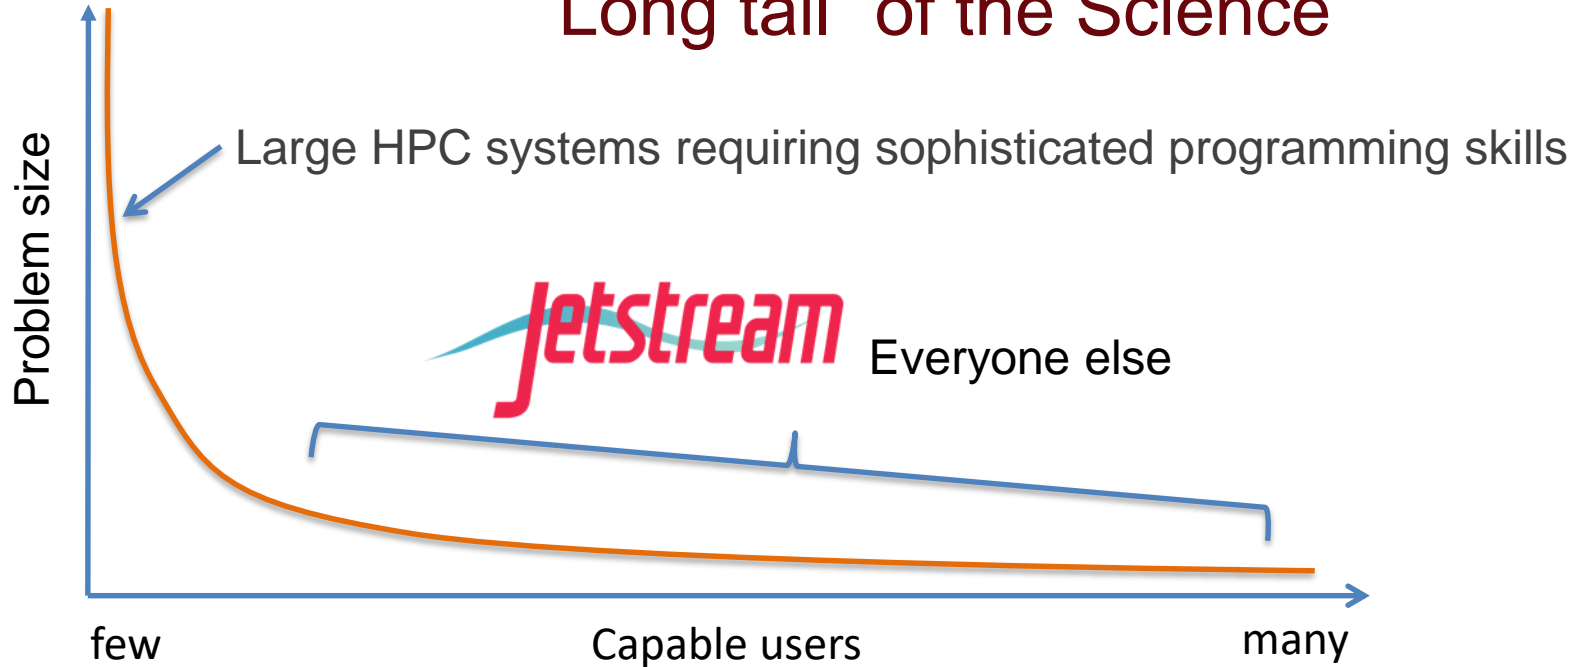 Long tail of the Science
Large HPC systems requiring sophisticated programming skills
Problem size
Jetstream
Everyone else
few
Capable users
many